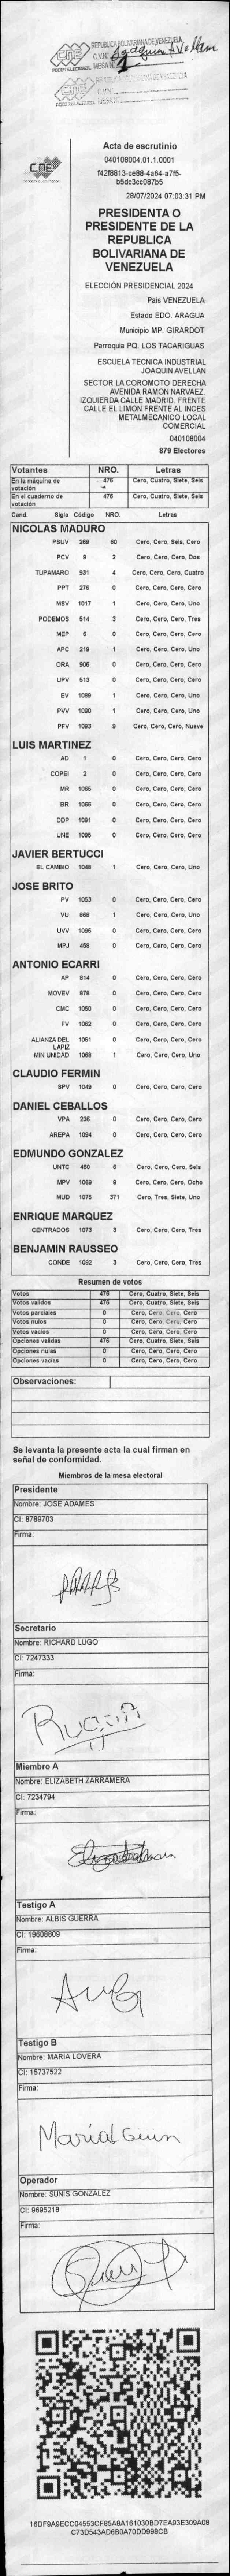 REPÚBLICA BOLIVARIANA DE VENEZUELA
Joaquin Avellan
PODER ELECTORAL
C.V.N°
MESA N° 1
CNE
Acta de escrutinio
040108004.01.1.0001
f42f8813-ce88-4a64-a7f5-
b5dc3cc087b5
28/07/2024 07:03:31 PM
PRESIDENTA O
PRESIDENTE DE LA
REPUBLICA
BOLIVARIANA DE
VENEZUELA
ELECCIÓN PRESIDENCIAL 2024
Pais VENEZUELA
Estado EDO. ARAGUA
Municipio MP. GIRARDOT
Parroquia PQ. LOS TACARIGUAS
ESCUELA TECNICA INDUSTRIAL
JOAQUIN AVELLAN
SECTOR LA COROMOTO DERECHA
AVENIDA RAMON NARVAEZ.
IZQUIERDA CALLE MADRID. FRENTE
CALLE EL LIMON FRENTE AL INCES
METALMECANICO LOCAL
COMERCIAL
040108004
879 Electores
Votantes NRO. Letras
En la máquina de votación 476 Cero, Cuatro, Siete, Seis
En el cuaderno de votación 476 Cero, Cuatro, Siete, Seis
Cand. Sigla Código NRO. Letras
NICOLAS MADURO
PSUV 269 60 Cero, Cero, Seis, Cero
PCV 9 2 Cero, Cero, Cero, Dos
TUPAMARO 931 4 Cero, Cero, Cero, Cuatro
PPT 276 0 Cero, Cero, Cero, Cero
MSV 1017 1 Cero, Cero, Cero, Uno
PODEMOS 514 3 Cero, Cero, Cero, Tres
MEP 6 0 Cero, Cero, Cero, Cero
APC 219 1 Cero, Cero, Cero, Uno
ORA 906 0 Cero, Cero, Cero, Cero
UPV 513 0 Cero, Cero, Cero, Cero
EV 1089 1 Cero, Cero, Cero, Uno
PVV 1090 1 Cero, Cero, Cero, Uno
PFV 1093 9 Cero, Cero, Cero, Nueve
LUIS MARTINEZ
AD 1 0 Cero, Cero, Cero, Cero
COPEI 2 0 Cero, Cero, Cero, Cero
MR 1065 0 Cero, Cero, Cero, Cero
BR 1066 0 Cero, Cero, Cero, Cero
DDP 1091 0 Cero, Cero, Cero, Cero
UNE 1095 0 Cero, Cero, Cero, Cero
JAVIER BERTUCCI
EL CAMBIO 1048 1 Cero, Cero, Cero, Uno
JOSE BRITO
PV 1053 0 Cero, Cero, Cero, Cero
VU 868 1 Cero, Cero, Cero, Uno
UVV 1096 0 Cero, Cero, Cero, Cero
MPJ 458 0 Cero, Cero, Cero, Cero
ANTONIO ECARRI
AP 814 0 Cero, Cero, Cero, Cero
MOVEV 878 0 Cero, Cero, Cero, Cero
CMC 1050 0 Cero, Cero, Cero, Cero
FV 1062 0 Cero, Cero, Cero, Cero
ALIANZA DEL LAPIZ 1051 0 Cero, Cero, Cero, Cero
MIN UNIDAD 1068 1 Cero, Cero, Cero, Uno
CLAUDIO FERMIN
SPV 1049 0 Cero, Cero, Cero, Cero
DANIEL CEBALLOS
VPA 236 0 Cero, Cero, Cero, Cero
AREPA 1094 0 Cero, Cero, Cero, Cero
EDMUNDO GONZALEZ
UNTC 460 6 Cero, Cero, Cero, Seis
MPV 1069 8 Cero, Cero, Cero, Ocho
MUD 1076 371 Cero, Tres, Siete, Uno
ENRIQUE MARQUEZ
CENTRADOS 1073 3 Cero, Cero, Cero, Tres
BENJAMIN RAUSSEO
CONDE 1092 3 Cero, Cero, Cero, Tres
Resumen de votos
Votos 476 Cero, Cuatro, Siete, Seis
Votos validos 476 Cero, Cuatro, Siete, Seis
Votos parciales 0 Cero, Cero, Cero, Cero
Votos nulos 0 Cero, Cero, Cero, Cero
Votos vacios 0 Cero, Cero, Cero, Cero
Opciones validas 476 Cero, Cuatro, Siete, Seis
Opciones nulas 0 Cero, Cero, Cero, Cero
Opciones vacias 0 Cero, Cero, Cero, Cero
Observaciones:
Se levanta la presente acta la cual firman en
señal de conformidad.
Miembros de la mesa electoral
Presidente
Nombre: JOSE ADAMES
CI: 8789703
Firma:
Secretario
Nombre: RICHARD LUGO
CI: 7247333
Firma:
Miembro A
Nombre: ELIZABETH ZARRAMERA
CI: 7234794
Firma:
Testigo A
Nombre: ALBIS GUERRA
CI: 19608609
Firma:
Testigo B
Nombre: MARIA LOVERA
CI: 15737522
Firma:
Operador
Nombre: SUNIS GONZALEZ
CI: 9695218
Firma:
16DF9A9ECC04553CF85A8A161030BD7EA93E309A08
C73D543AD6B0A70DD998CB